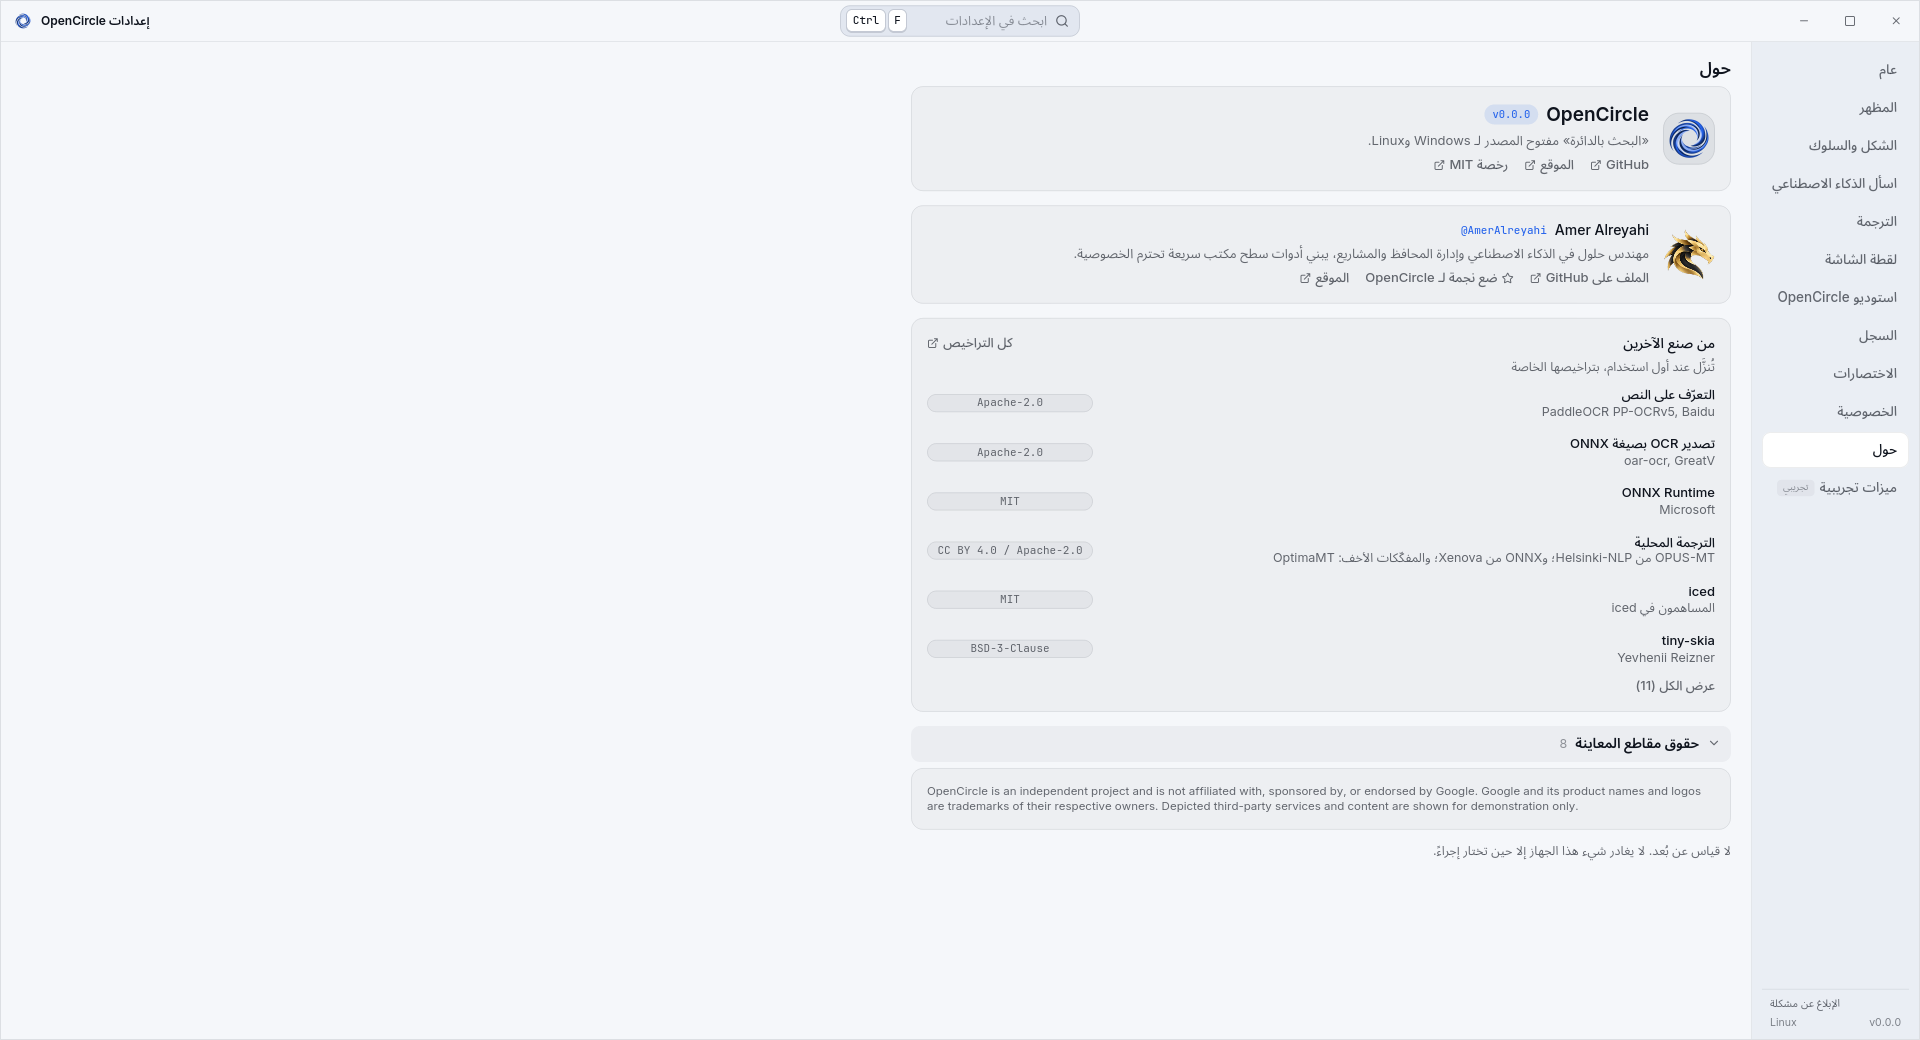 إعدادات OpenCircle
ابحث في الإعدادات
Ctrl F
عام
المظهر
الشكل والسلوك
اسأل الذكاء الاصطناعي
الترجمة
لقطة الشاشة
استوديو OpenCircle
السجل
الاختصارات
الخصوصية
حول
ميزات تجريبية تجريبي
الإبلاغ عن مشكلة
v0.0.0 Linux
حول
OpenCircle v0.0.0
«البحث بالدائرة» مفتوح المصدر لـ Windows وLinux.
GitHub الموقع رخصة MIT
Amer Alreyahi @AmerAlreyahi
مهندس حلول في الذكاء الاصطناعي وإدارة المحافظ والمشاريع، يبني أدوات سطح مكتب سريعة تحترم الخصوصية.
الملف على GitHub ضع نجمة لـ OpenCircle الموقع
من صنع الآخرين كل التراخيص
تُنزَّل عند أول استخدام، بتراخيصها الخاصة
التعرّف على النص
PaddleOCR PP-OCRv5, Baidu
Apache-2.0
تصدير OCR بصيغة ONNX
oar-ocr, GreatV
Apache-2.0
ONNX Runtime
Microsoft
MIT
الترجمة المحلية
OPUS-MT من Helsinki-NLP؛ وONNX من Xenova؛ والمفكّكات الأخف: OptimaMT
CC BY 4.0 / Apache-2.0
iced
المساهمون في iced
MIT
tiny-skia
Yevhenii Reizner
BSD-3-Clause
عرض الكل (11)
حقوق مقاطع المعاينة 8
OpenCircle is an independent project and is not affiliated with, sponsored by, or endorsed by Google. Google and its product names and logos
are trademarks of their respective owners. Depicted third-party services and content are shown for demonstration only.
لا قياس عن بُعد. لا يغادر شيء هذا الجهاز إلا حين تختار إجراءً.